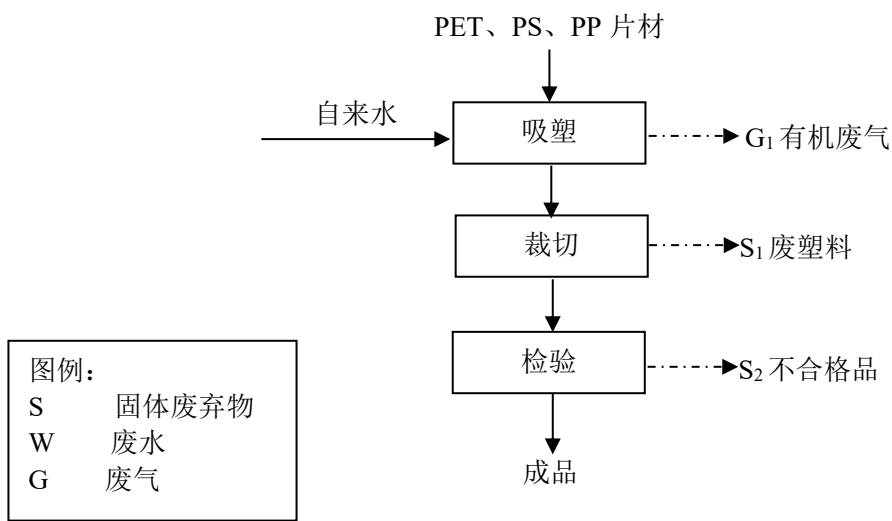 PET、PS、PP 片材
自来水
吸塑
G₁ 有机废气
裁切
S₁ 废塑料
检验
S₂ 不合格品
成品
图例：
S 固体废弃物
W 废水
G 废气